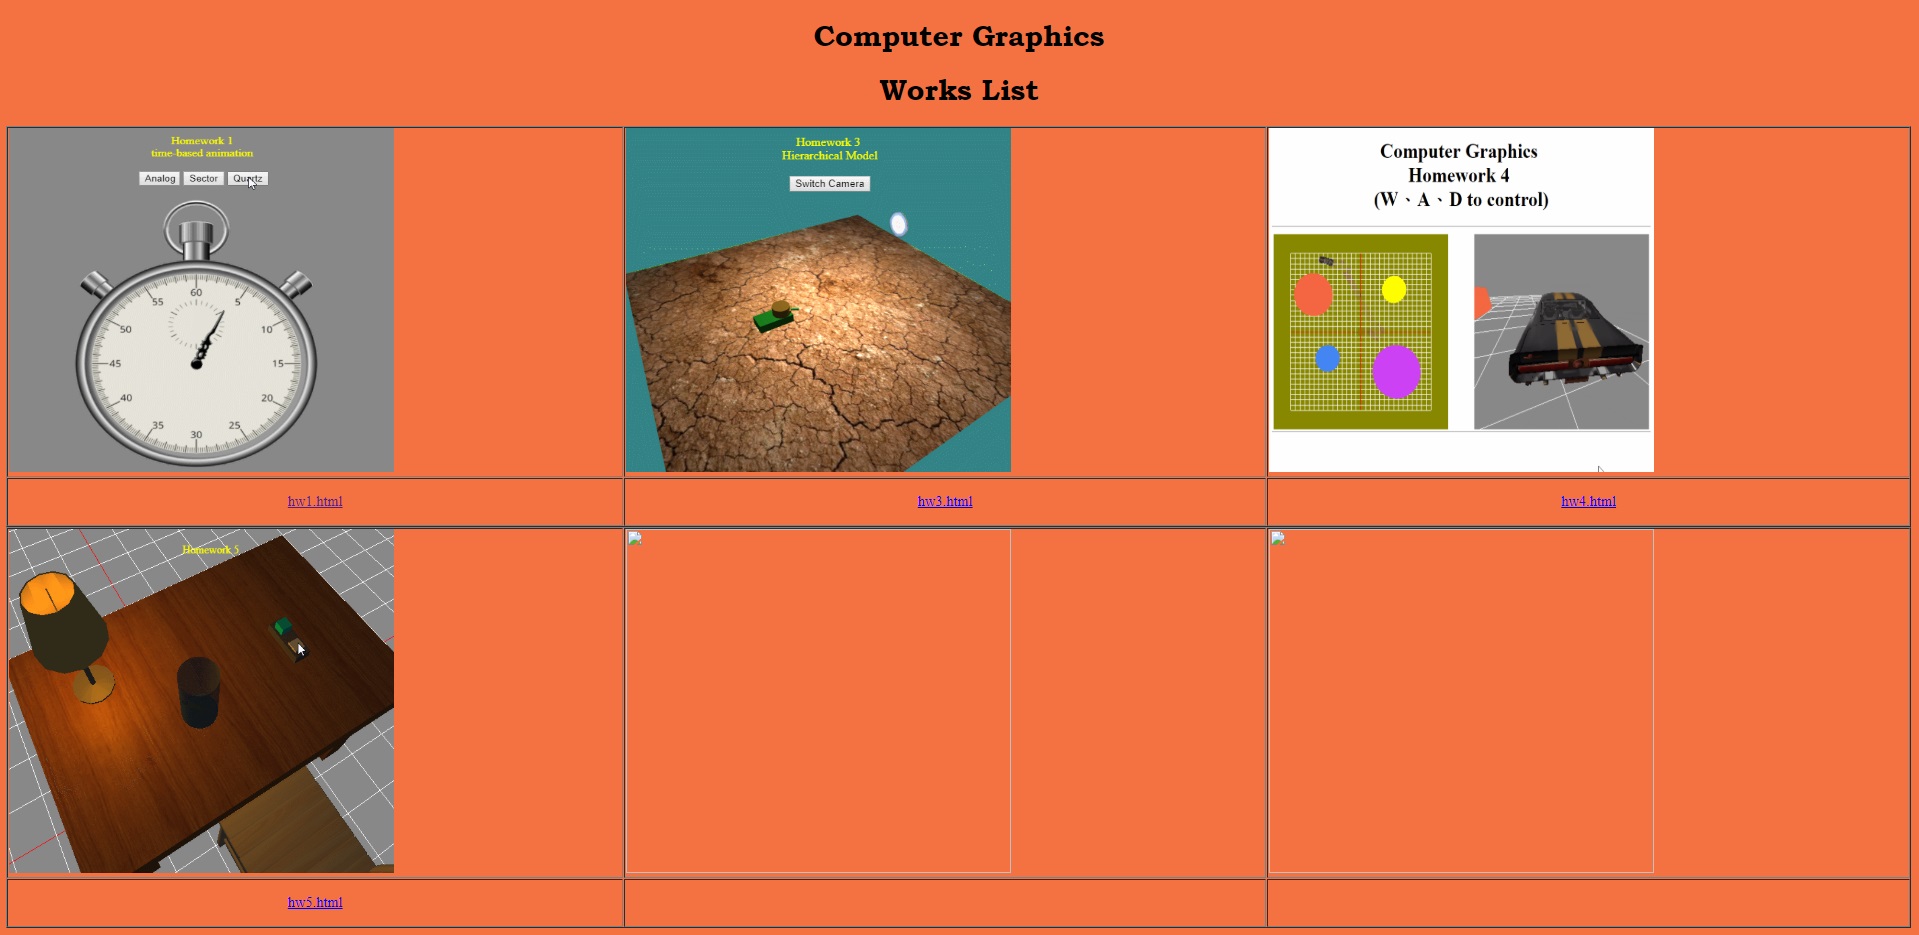 Computer Graphics
Works List
Homework 1
time-based animation
Analog Sector Quartz
60
55 5
50 10
45 15
40 20
35 25
30
Homework 3
Hierarchical Model
Switch Camera
Computer Graphics
Homework 4
(W、A、D to control)
hw1.html hw3.html hw4.html
Homework 5
hw5.html